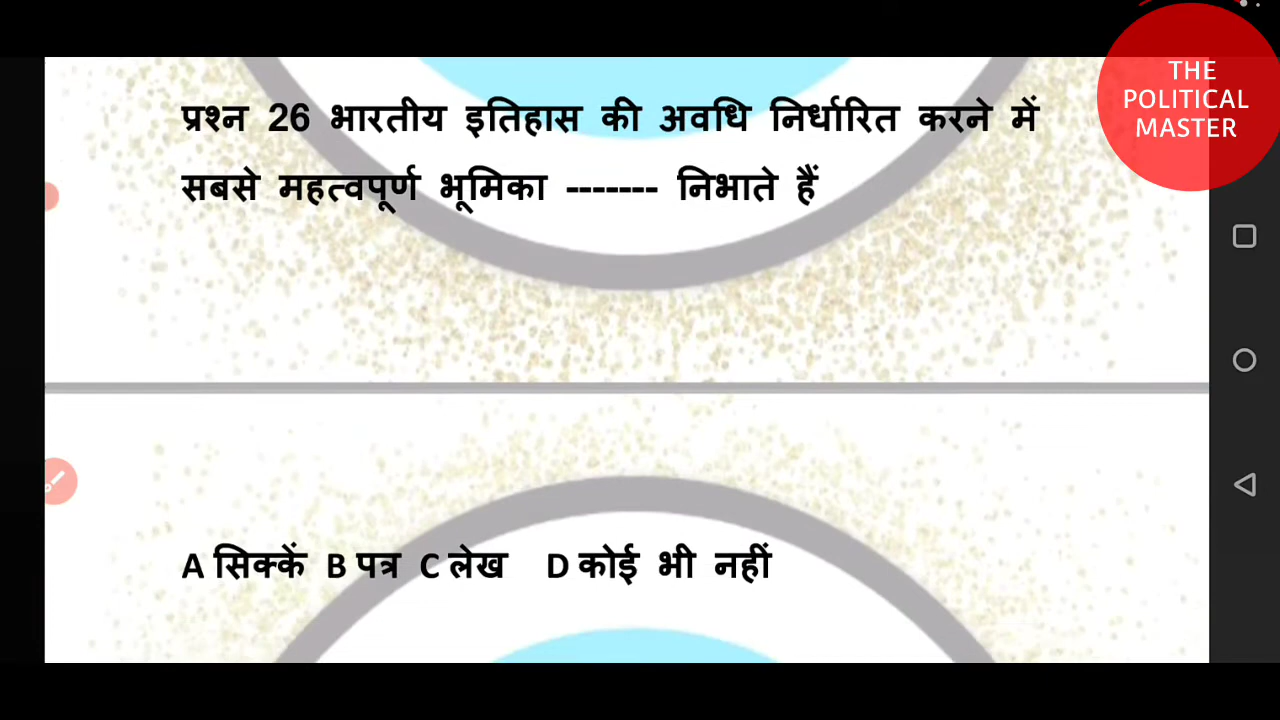 THE
POLITICAL
MASTER
प्रश्न 26 भारतीय इतिहास की अवधि निर्धारित करने में
सबसे महत्वपूर्ण भूमिका ------- निभाते हैं
A सिक्कें B पत्र C लेख D कोई भी नहीं